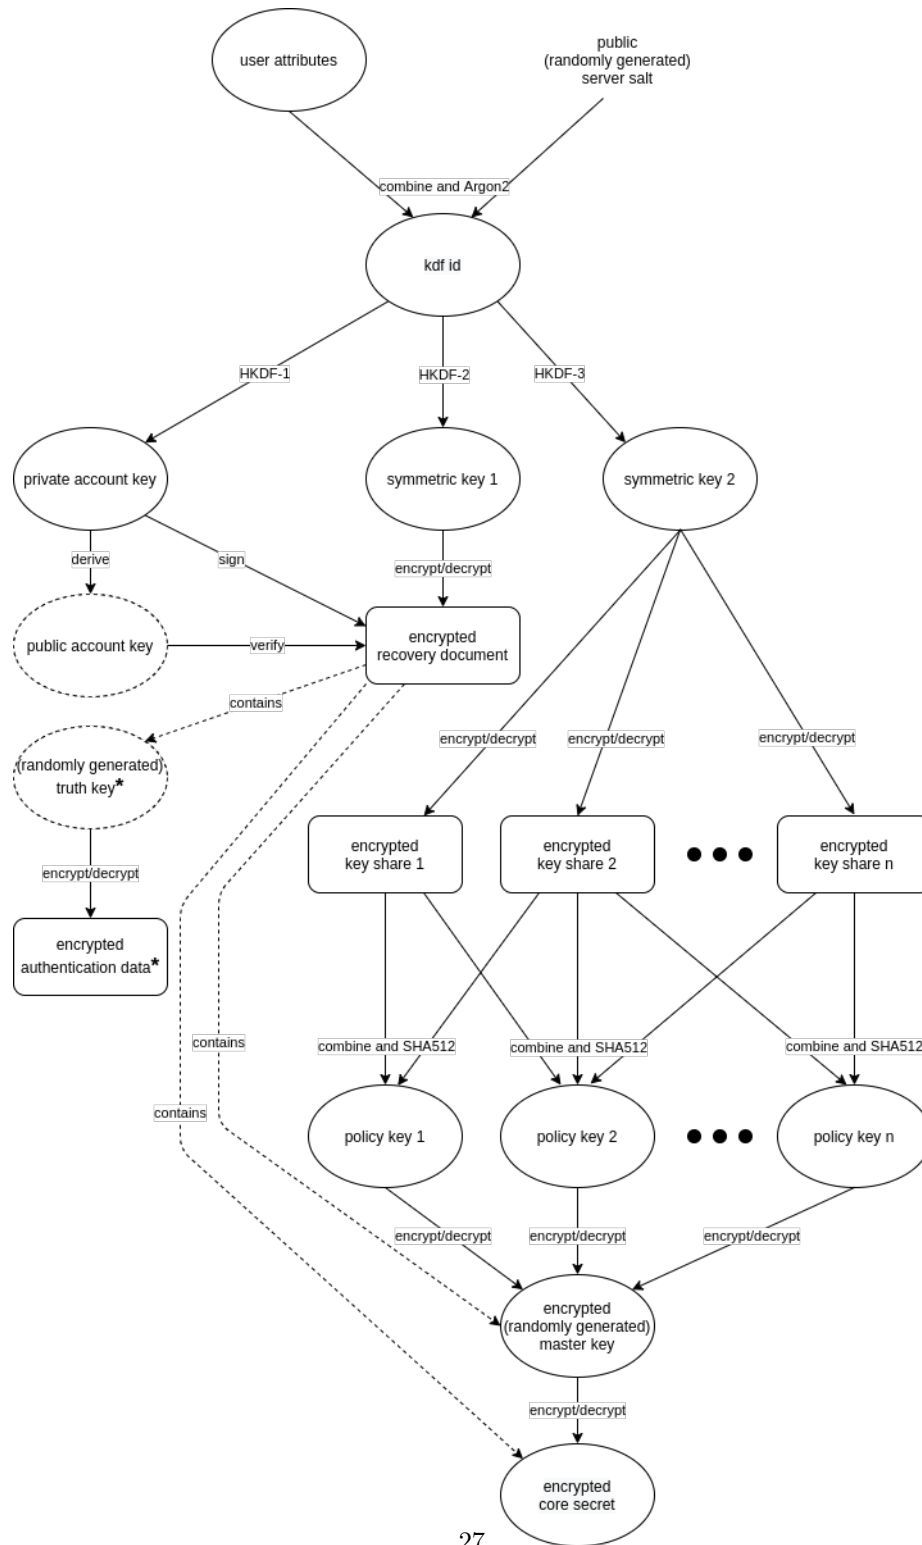 user attributes
public
(randomly generated)
server salt
combine and Argon2
kdf id
HKDF-1
HKDF-2
HKDF-3
private account key
symmetric key 1
symmetric key 2
derive
sign
encrypt/decrypt
public account key
verify
encrypted
recovery document
contains
encrypt/decrypt
encrypt/decrypt
encrypt/decrypt
(randomly generated)
truth key*
encrypted
key share 1
encrypted
key share 2
encrypted
key share n
encrypt/decrypt
encrypted
authentication data*
contains
combine and SHA512
combine and SHA512
combine and SHA512
contains
policy key 1
policy key 2
policy key n
encrypt/decrypt
encrypt/decrypt
encrypt/decrypt
encrypted
(randomly generated)
master key
encrypt/decrypt
encrypted
core secret
27